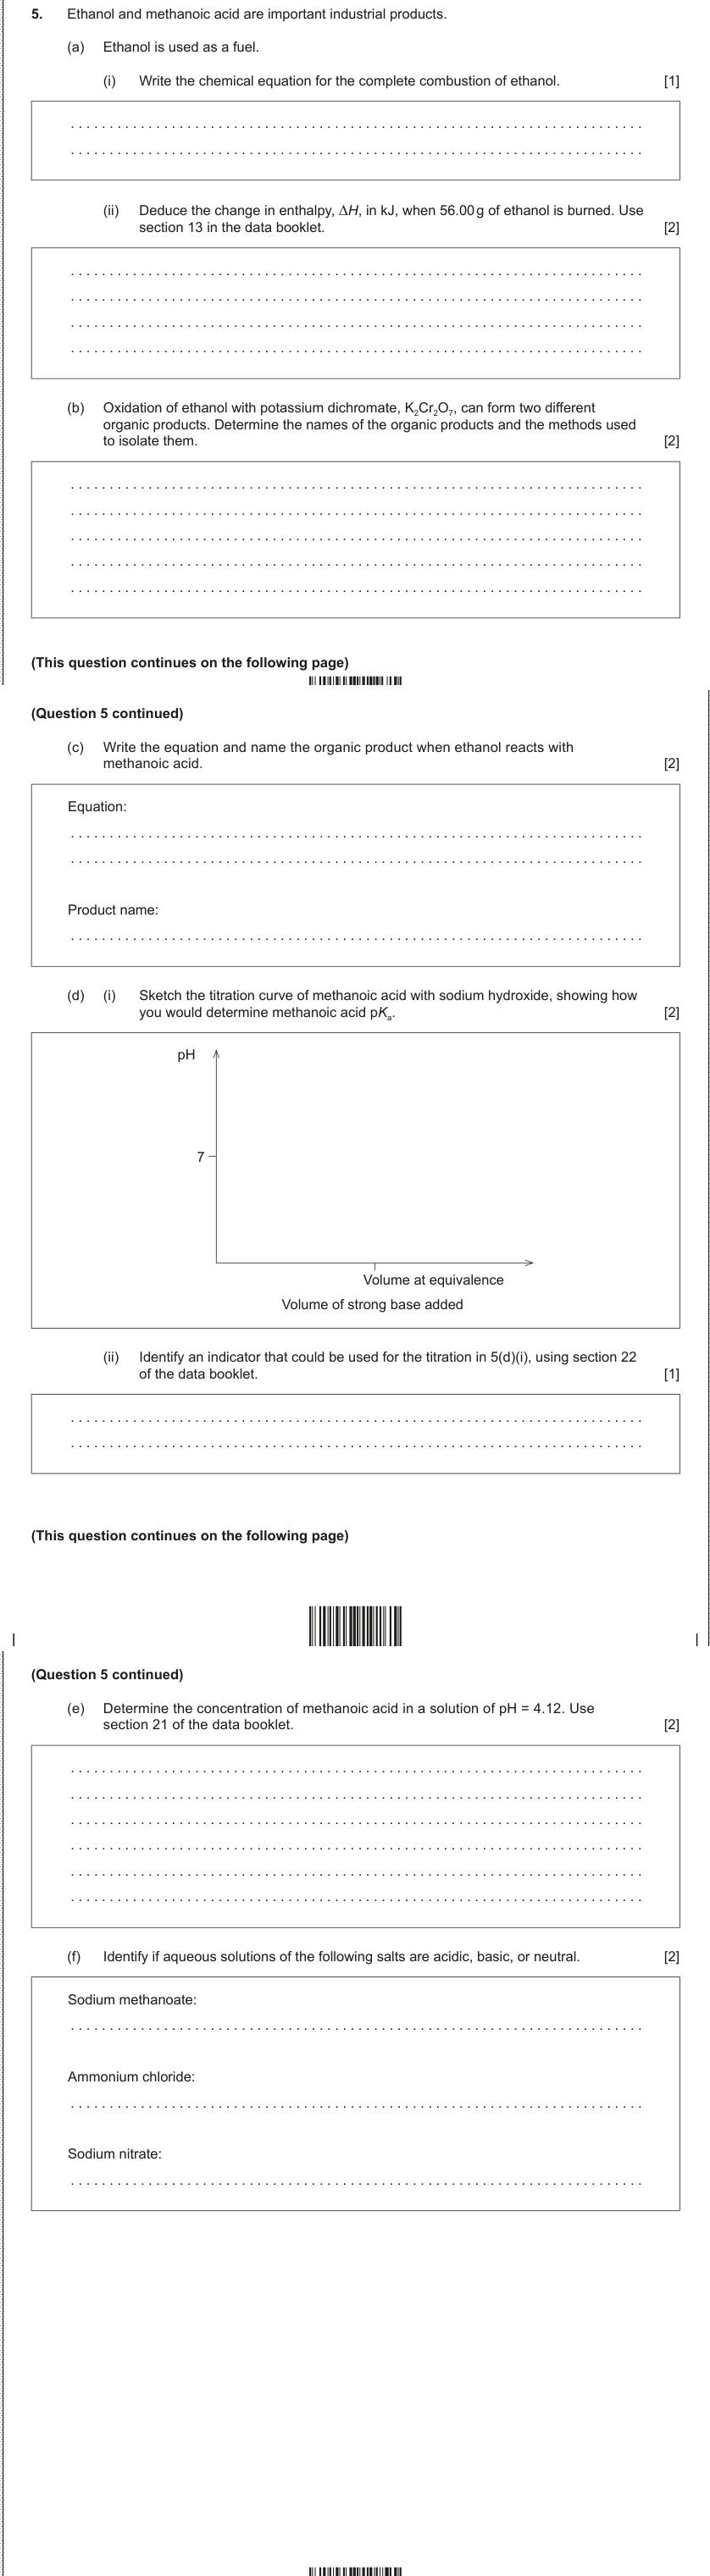 5. Ethanol and methanoic acid are important industrial products.
(a) Ethanol is used as a fuel.
(i) Write the chemical equation for the complete combustion of ethanol. [1]
(ii) Deduce the change in enthalpy, ΔH, in kJ, when 56.00 g of ethanol is burned. Use
section 13 in the data booklet. [2]
(b) Oxidation of ethanol with potassium dichromate, K₂Cr₂O₇, can form two different
organic products. Determine the names of the organic products and the methods used
to isolate them. [2]
(This question continues on the following page)
(Question 5 continued)
(c) Write the equation and name the organic product when ethanol reacts with
methanoic acid. [2]
Equation:
Product name:
(d) (i) Sketch the titration curve of methanoic acid with sodium hydroxide, showing how
you would determine methanoic acid pKₐ. [2]
pH
7
Volume at equivalence
Volume of strong base added
(ii) Identify an indicator that could be used for the titration in 5(d)(i), using section 22
of the data booklet. [1]
(This question continues on the following page)
(Question 5 continued)
(e) Determine the concentration of methanoic acid in a solution of pH = 4.12. Use
section 21 of the data booklet. [2]
(f) Identify if aqueous solutions of the following salts are acidic, basic, or neutral. [2]
Sodium methanoate:
Ammonium chloride:
Sodium nitrate: